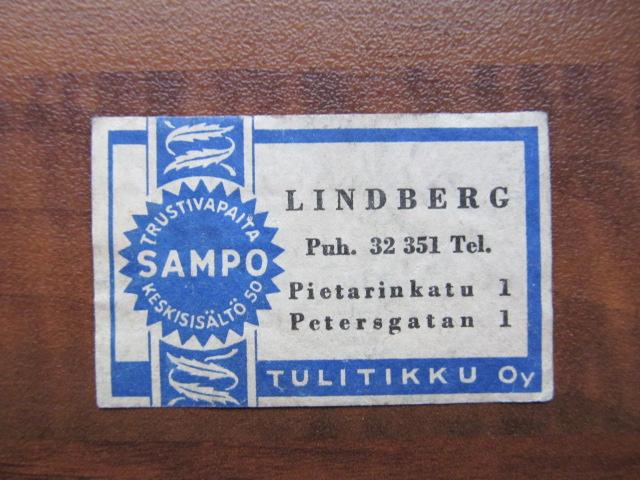 TRUSTIVAPAITA
SAMPO
KESKISISÄLTÖ 50
LINDBERG
Puh. 32 351 Tel.
Pietarinkatu 1
Petersgatan 1
TULITIKKU Oy